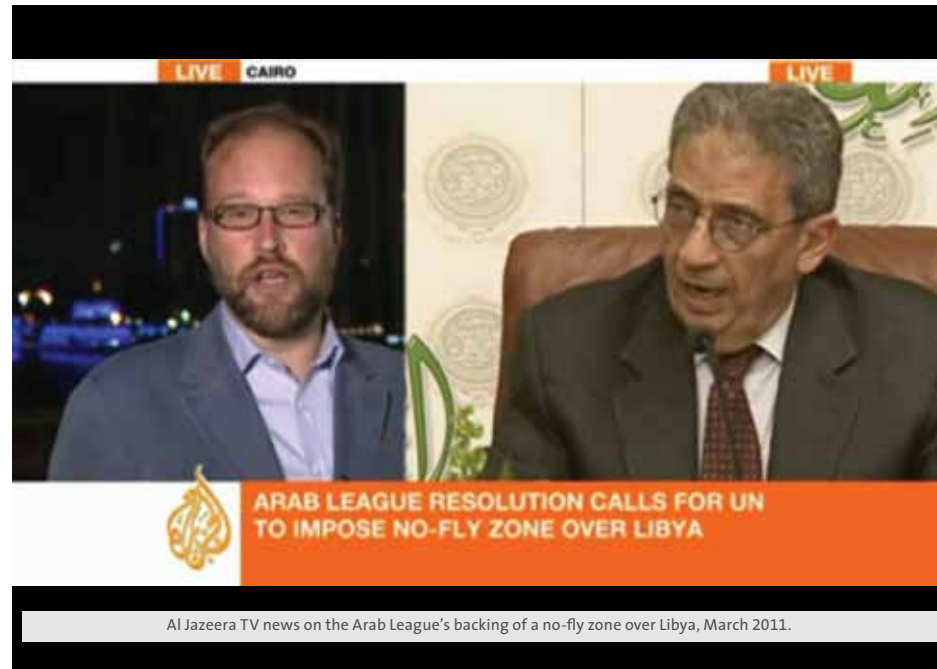 LIVE CAIRO
LIVE
ARAB LEAGUE RESOLUTION CALLS FOR UN
TO IMPOSE NO-FLY ZONE OVER LIBYA
Al Jazeera TV news on the Arab League’s backing of a no-fly zone over Libya, March 2011.